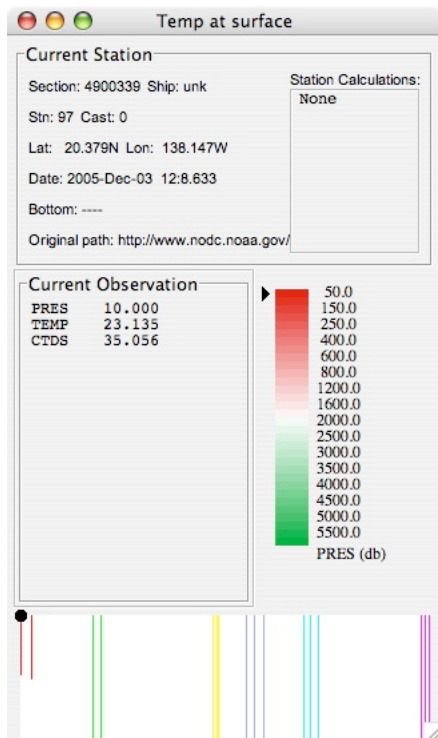 Temp at surface
Current Station
Section: 4900339 Ship: unk
Stn: 97 Cast: 0
Lat: 20.379N Lon: 138.147W
Date: 2005-Dec-03 12:8.633
Bottom: ----
Original path: http://www.nodc.noaa.gov/
Station Calculations:
None
Current Observation
PRES 10.000
TEMP 23.135
CTDS 35.056
50.0
150.0
250.0
400.0
600.0
800.0
1200.0
1600.0
2000.0
2500.0
3000.0
3500.0
4000.0
4500.0
5000.0
5500.0
PRES (db)